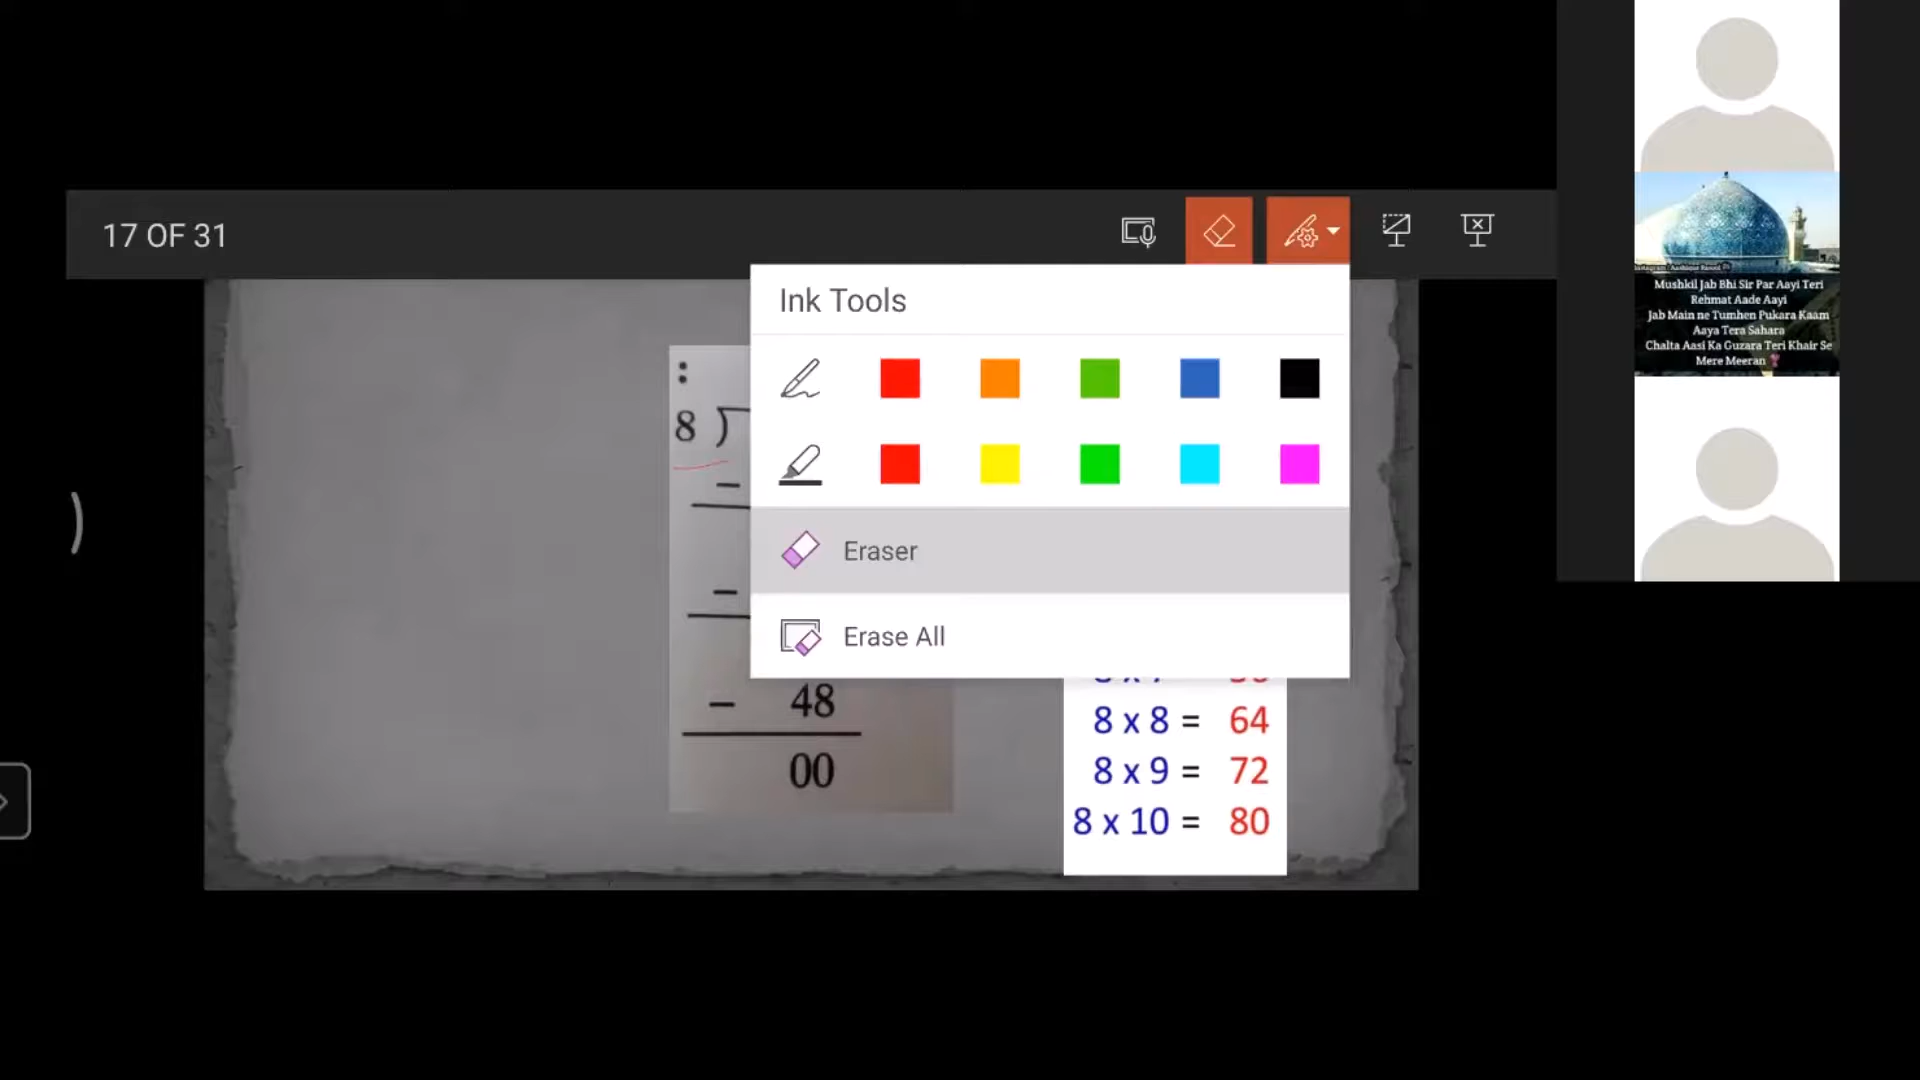 17 OF 31
Ink Tools
Eraser
Erase All
:
8 )
−
−
− 48
00
8 x 8 = 64
8 x 9 = 72
8 x 10 = 80
Mushkil Jab Bhi Sir Par Aayi Teri
Rehmat Aade Aayi
Jab Main ne Tumhen Pukara Kaam
Aaya Tera Sahara
Chalta Aasi Ka Guzara Teri Khair Se
Mere Meeran